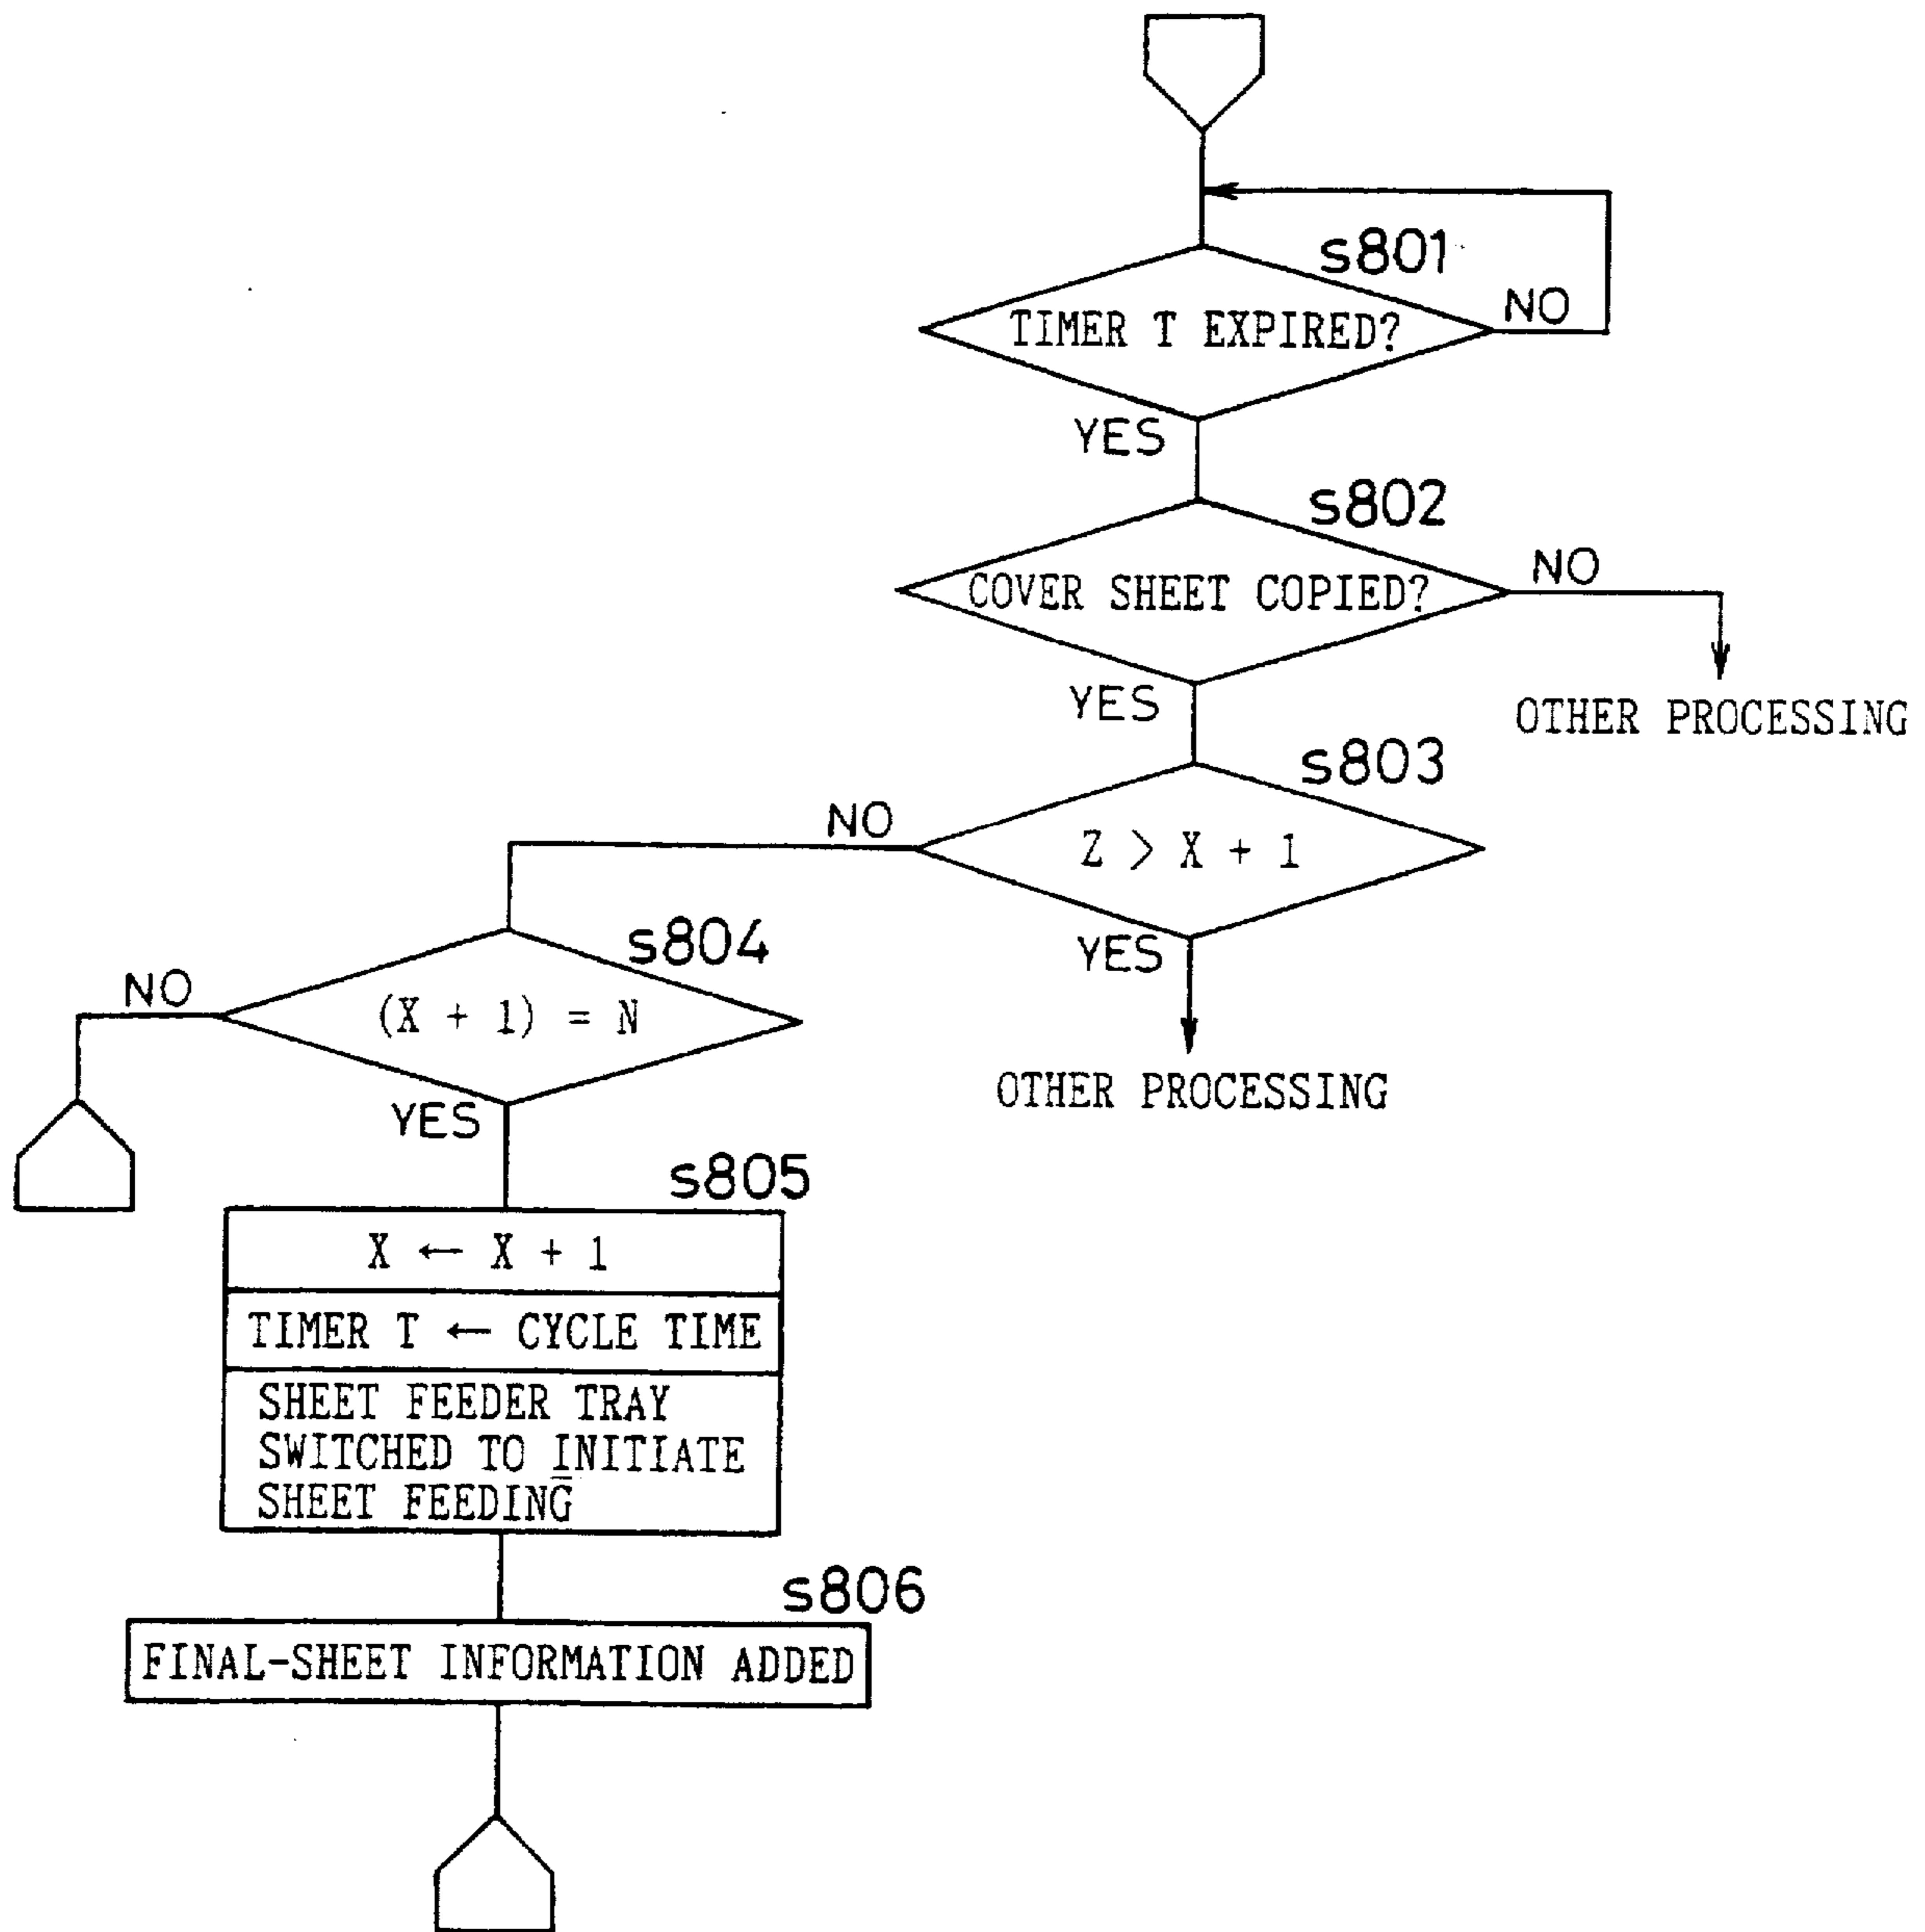 s801
TIMER T EXPIRED?
NO
YES
s802
COVER SHEET COPIED?
NO
OTHER PROCESSING
YES
s803
Z > X + 1
NO
YES
OTHER PROCESSING
s804
(X + 1) = N
NO
YES
s805
X ← X + 1
TIMER T ← CYCLE TIME
SHEET FEEDER TRAY
SWITCHED TO INITIATE
SHEET FEEDING
s806
FINAL-SHEET INFORMATION ADDED